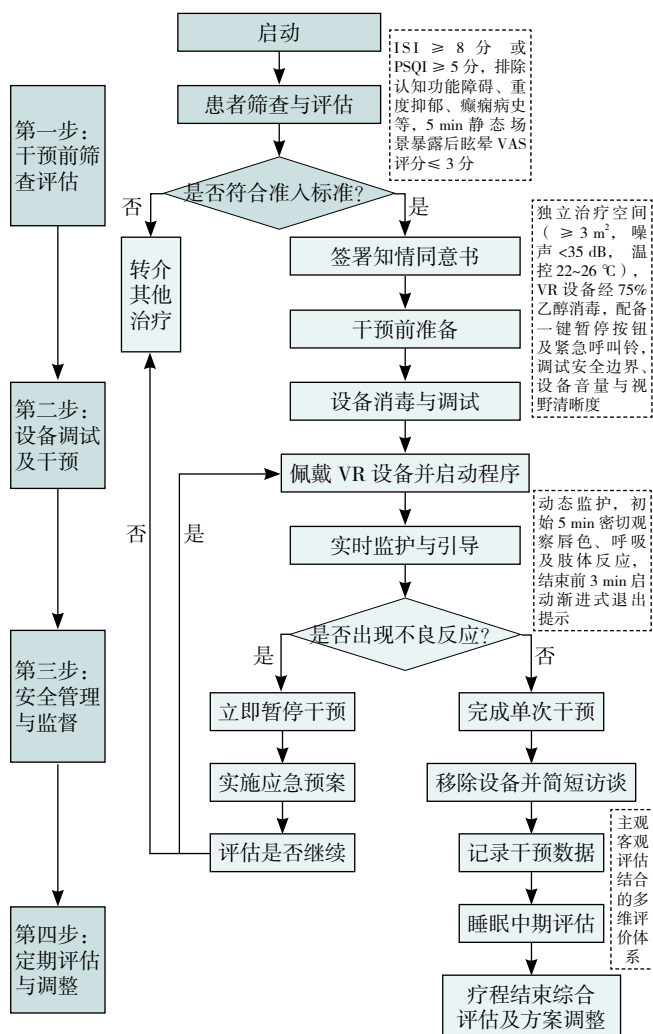 启动
ISI ≥ 8 分 或
PSQI ≥ 5 分，排除
认知功能障碍、重
度抑郁、癫痫病史
等，5 min 静态场
景暴露后眩晕 VAS
评分≤ 3 分
患者筛查与评估
第一步：
干预前筛
查评估
是否符合准入标准？
否
是
转介
其他
治疗
签署知情同意书
独立治疗空间
（ ≥ 3 m²， 噪
声 <35 dB， 温
控 22~26 ℃），
VR 设备经 75%
乙醇消毒，配备
一键暂停按钮
及紧急呼叫铃，
调试安全边界、
设备音量与视
野清晰度
干预前准备
第二步：
设备调试
及干预
设备消毒与调试
佩戴 VR 设备并启动程序
否
是
实时监护与引导
动态监护，初
始 5 min 密切观
察唇色、呼吸
及肢体反应，
结束前 3 min 启
动渐进式退出
提示
是否出现不良反应？
是
否
第三步：
安全管理
与监督
立即暂停干预
完成单次干预
实施应急预案
移除设备并简短访谈
评估是否继续
记录干预数据
主观
客观
评估
结合
的多
维评
价体
系
睡眠中期评估
第四步：
定期评估
与调整
疗程结束综合
评估及方案调整